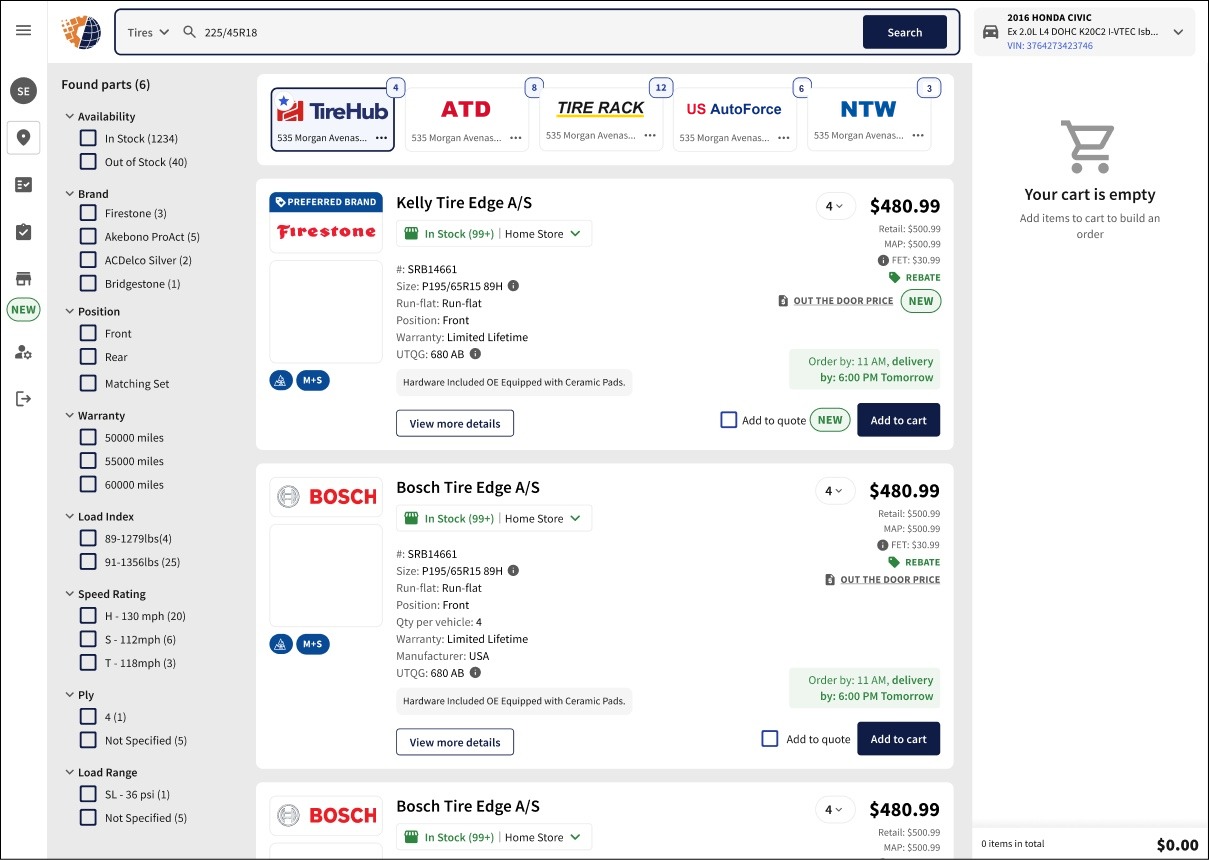 Tires
225/45R18
Search
2016 HONDA CIVIC
Ex 2.0L L4 DOHC K20C2 I-VTEC Isb...
VIN: 3764273423746
SE
NEW
Found parts (6)
Availability
In Stock (1234)
Out of Stock (40)
Brand
Firestone (3)
Akebono ProAct (5)
ACDelco Silver (2)
Bridgestone (1)
Position
Front
Rear
Matching Set
Warranty
50000 miles
55000 miles
60000 miles
Load Index
89-1279lbs(4)
91-1356lbs (25)
Speed Rating
H - 130 mph (20)
S - 112mph (6)
T - 118mph (3)
Ply
4 (1)
Not Specified (5)
Load Range
SL - 36 psi (1)
Not Specified (5)
4
TireHub
535 Morgan Avenas... •••
8
ATD
535 Morgan Avenas... •••
12
TIRE RACK
535 Morgan Avenas... •••
6
US AutoForce
535 Morgan Avenas... •••
3
NTW
535 Morgan Avenas... •••
PREFERRED BRAND
Firestone
M+S
Kelly Tire Edge A/S
In Stock (99+) | Home Store
#: SRB14661
Size: P195/65R15 89H
Run-flat: Run-flat
Position: Front
Warranty: Limited Lifetime
UTQG: 680 AB
Hardware Included OE Equipped with Ceramic Pads.
View more details
4
$480.99
Retail: $500.99
MAP: $500.99
FET: $30.99
REBATE
OUT THE DOOR PRICE NEW
Order by: 11 AM, delivery
by: 6:00 PM Tomorrow
Add to quote NEW
Add to cart
BOSCH
M+S
Bosch Tire Edge A/S
In Stock (99+) | Home Store
#: SRB14661
Size: P195/65R15 89H
Run-flat: Run-flat
Position: Front
Qty per vehicle: 4
Warranty: Limited Lifetime
Manufacturer: USA
UTQG: 680 AB
Hardware Included OE Equipped with Ceramic Pads.
View more details
4
$480.99
Retail: $500.99
MAP: $500.99
FET: $30.99
REBATE
OUT THE DOOR PRICE
Order by: 11 AM, delivery
by: 6:00 PM Tomorrow
Add to quote
Add to cart
BOSCH
Bosch Tire Edge A/S
In Stock (99+) | Home Store
4
$480.99
Retail: $500.99
MAP: $500.99
Your cart is empty
Add items to cart to build an
order
0 items in total
$0.00